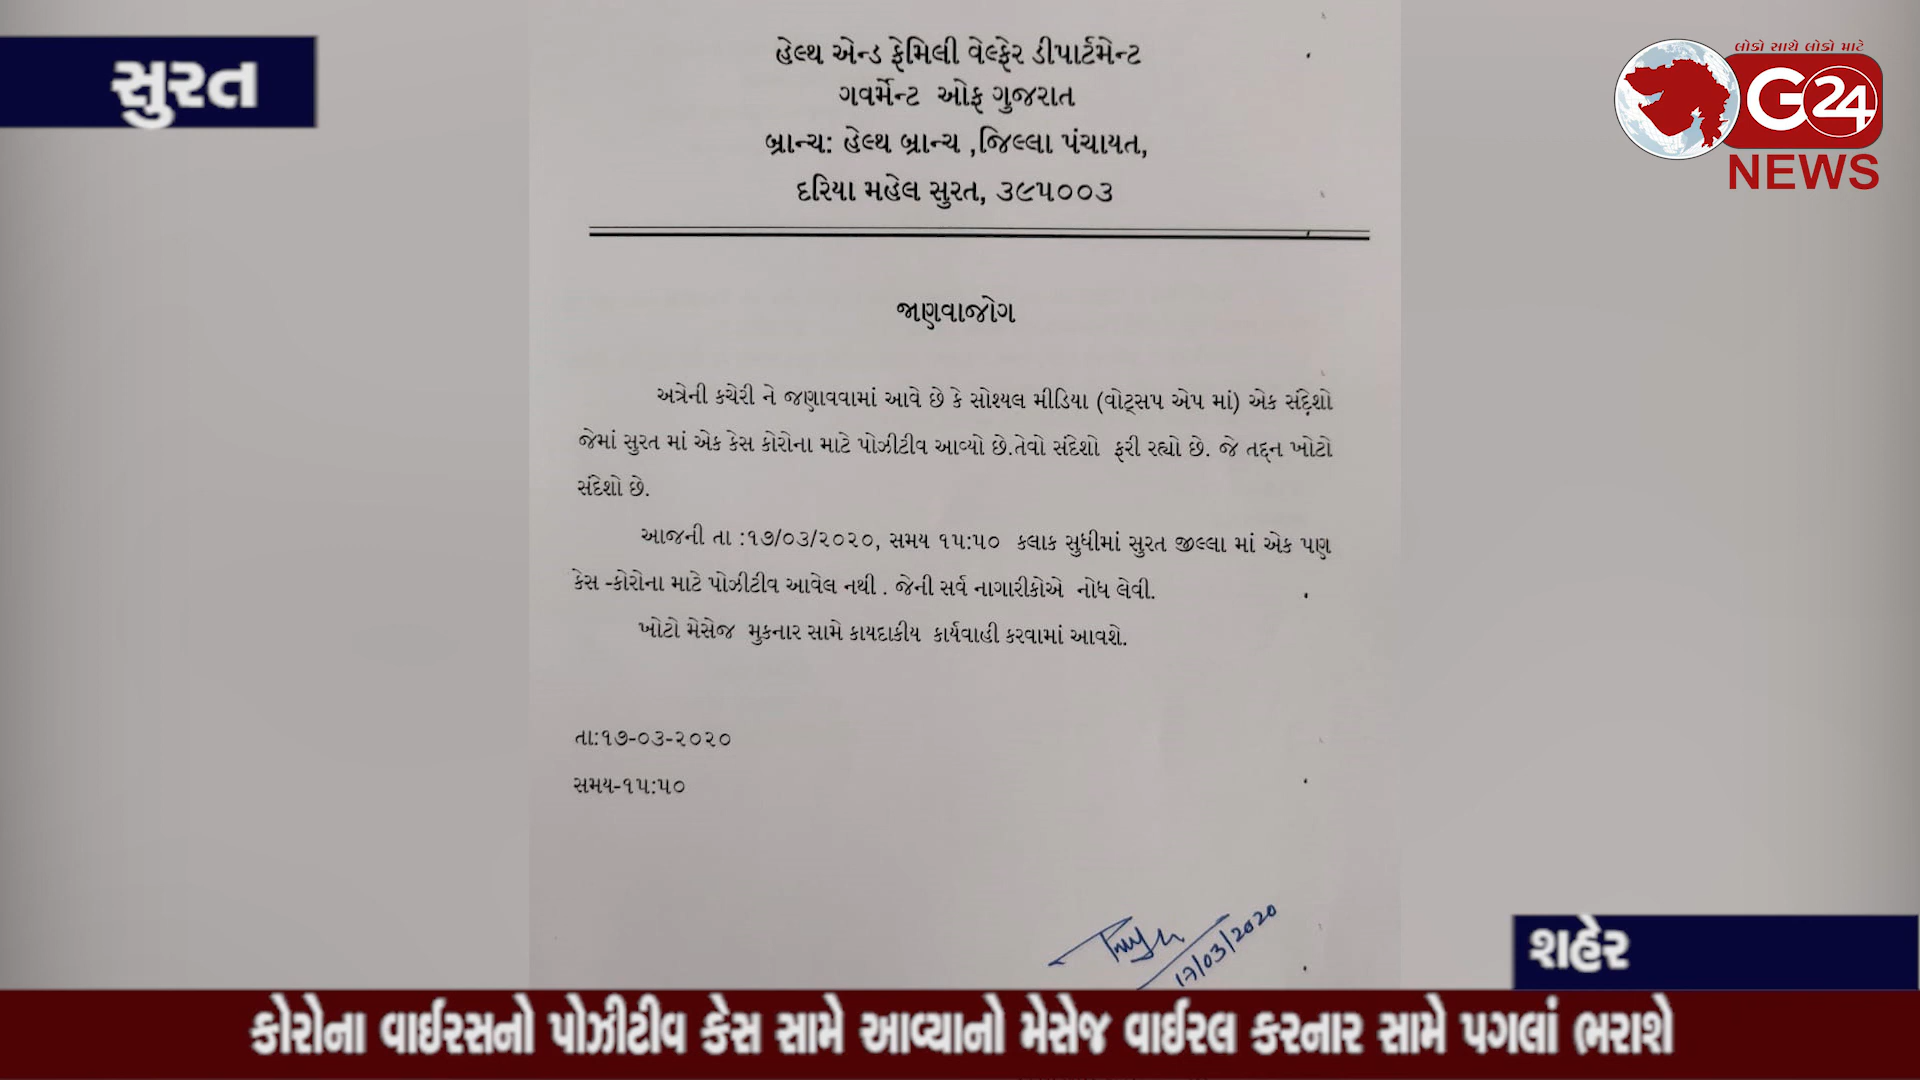 સુરત
લોકો સાથે લોકો માટે
G24
NEWS
હેલ્થ એન્ડ ફેમિલી વેલ્ફેર ડીપાર્ટમેન્ટ
ગવર્મેન્ટ ઓફ ગુજરાત
બ્રાન્ચ: હેલ્થ બ્રાન્ચ ,જિલ્લા પંચાયત,
દરિયા મહેલ સુરત, ૩૯૫૦૦૩
જાણવાજોગ
અત્રેની કચેરી ને જણાવવામાં આવે છે કે સોશ્યલ મીડિયા (વોટ્સપ એપ માં) એક સંદેશો
જેમાં સુરત માં એક કેસ કોરોના માટે પોઝીટીવ આવ્યો છે.તેવો સંદેશો ફરી રહ્યો છે. જે તદ્દન ખોટો
સંદેશો છે.
આજની તા :૧૭/૦૩/૨૦૨૦, સમય ૧૫:૫૦ કલાક સુધીમાં સુરત જીલ્લા માં એક પણ
કેસ -કોરોના માટે પોઝીટીવ આવેલ નથી . જેની સર્વ નાગારીકોએ નોધ લેવી.
ખોટો મેસેજ મુકનાર સામે કાયદાકીય કાર્યવાહી કરવામાં આવશે.
તા:૧૭-૦૩-૨૦૨૦
સમય-૧૫:૫૦
17/03/2020
શહેર
કોરોના વાઈરસનો પોઝીટીવ કેસ સામે આવ્યાનો મેસેજ વાઈરલ કરનાર સામે પગલાં ભરાશે